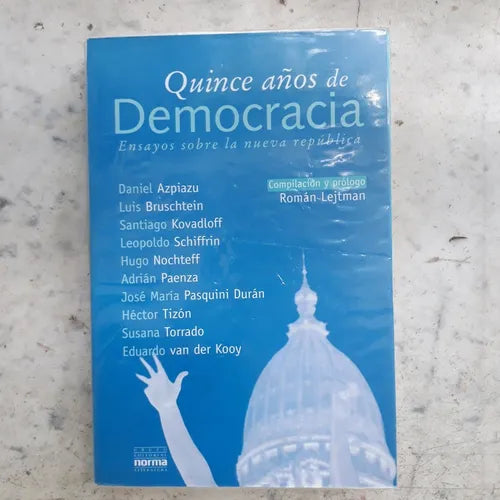 Quince años de
Democracia
Ensayos sobre la nueva república
Compilación y prólogo
Román Lejtman
Daniel Azpiazu
Luis Bruschtein
Santiago Kovadloff
Leopoldo Schiffrin
Hugo Nochteff
Adrián Paenza
José María Pasquini Durán
Héctor Tizón
Susana Torrado
Eduardo van der Kooy
GRUPO
EDITORIAL
norma